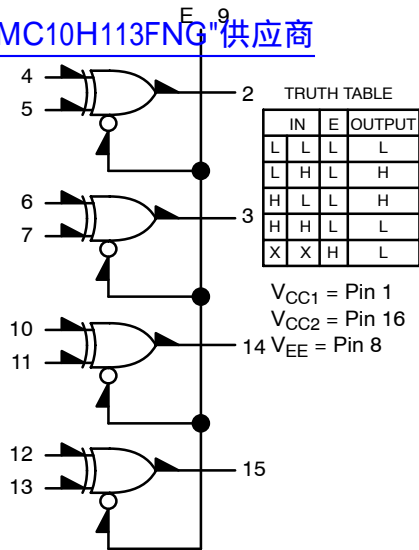 E 9
MC10H113FNG"供应商
4
5
2
6
7
3
10
11
14
12
13
15
TRUTH TABLE
IN E OUTPUT
L L L L
L H L H
H L L H
H H L L
X X H L
VCC1 = Pin 1
VCC2 = Pin 16
VEE = Pin 8